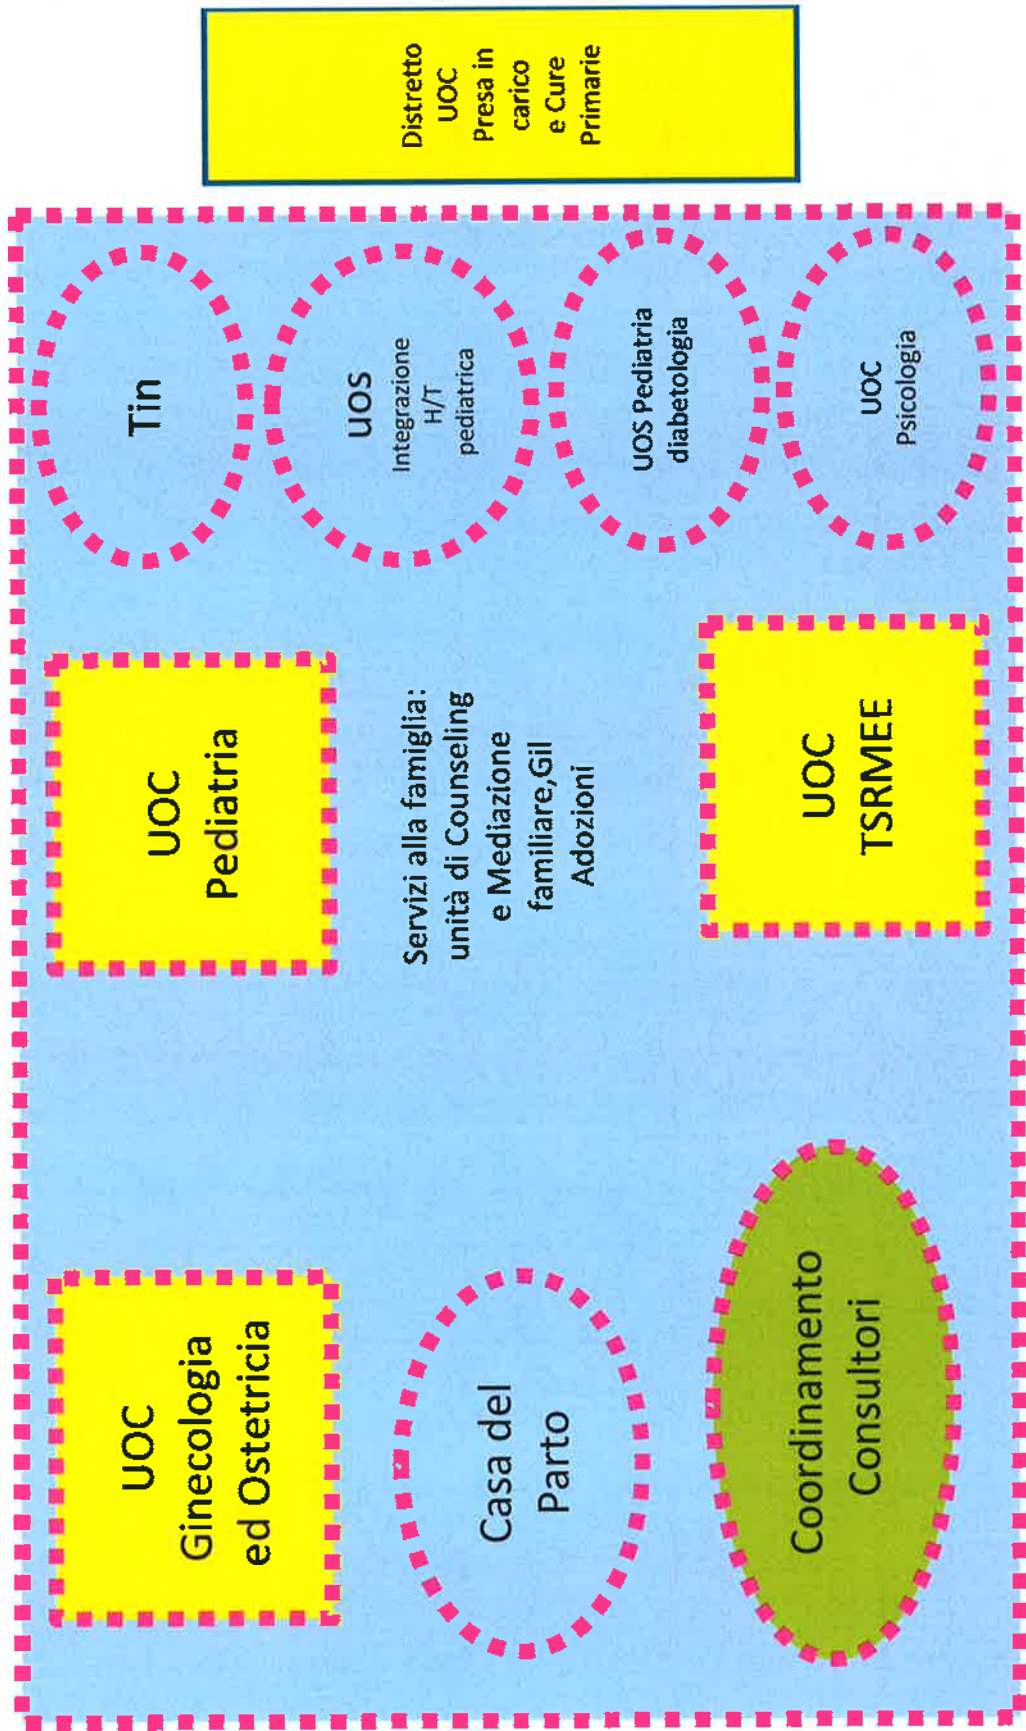 UOC
Ginecologia
ed Ostetricia
UOC
Pediatria
Tin
Casa del
Parto
Servizi alla famiglia:
unità di Counseling
e Mediazione
familiare,Gil
Adozioni
UOS
Integrazione
H/T
pediatrica
Distretto
UOC
Presa in
carico
e Cure
Primarie
UOS Pediatria
diabetologia
Coordinamento
Consultori
UOC
TSRMEE
UOC
Psicologia